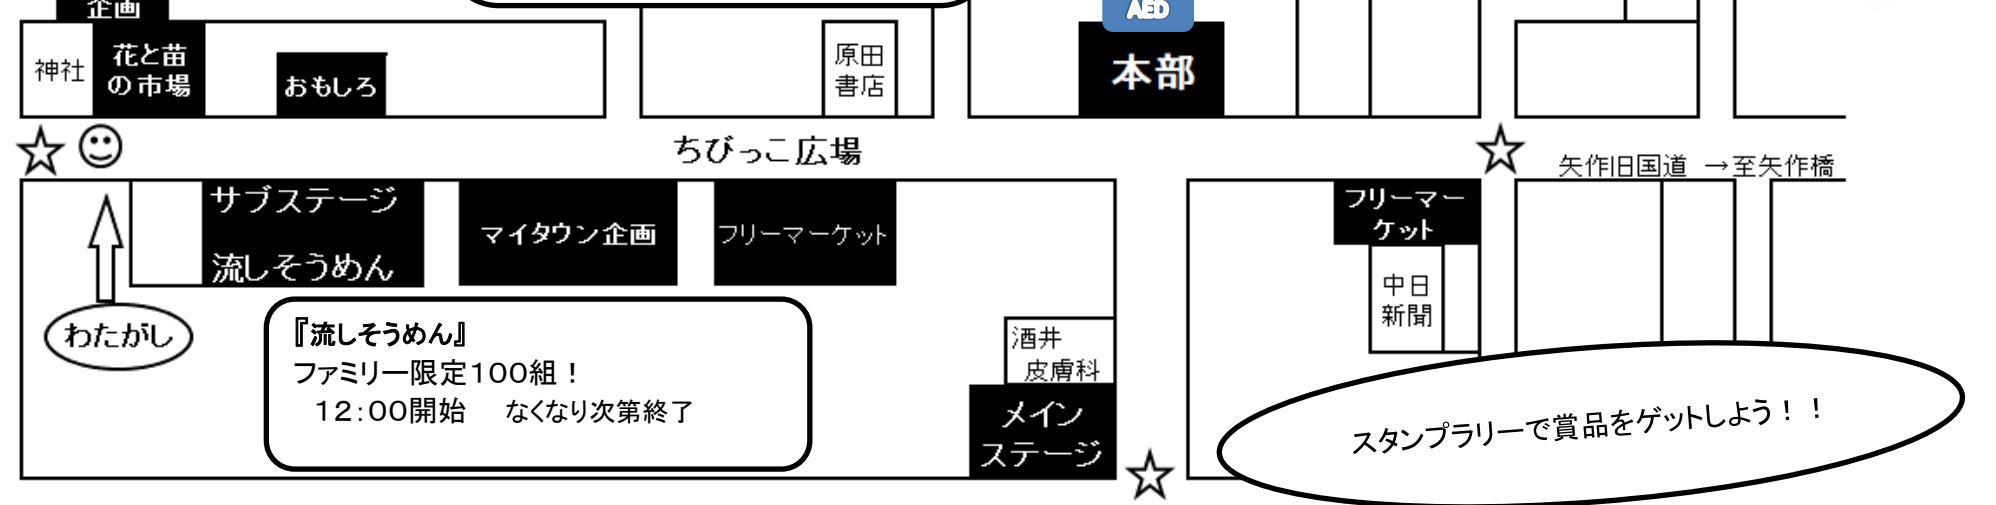 企画
AED
神社
花と苗
の市場
おもしろ
原田
書店
本部
ちびっこ広場
矢作旧国道　→至矢作橋
サブステージ
流しそうめん
マイタウン企画
フリーマーケット
フリーマー
ケット
中日
新聞
わたがし
『流しそうめん』
ファミリー限定100組！
12：00開始　なくなり次第終了
酒井
皮膚科
メイン
ステージ
スタンプラリーで賞品をゲットしよう！！